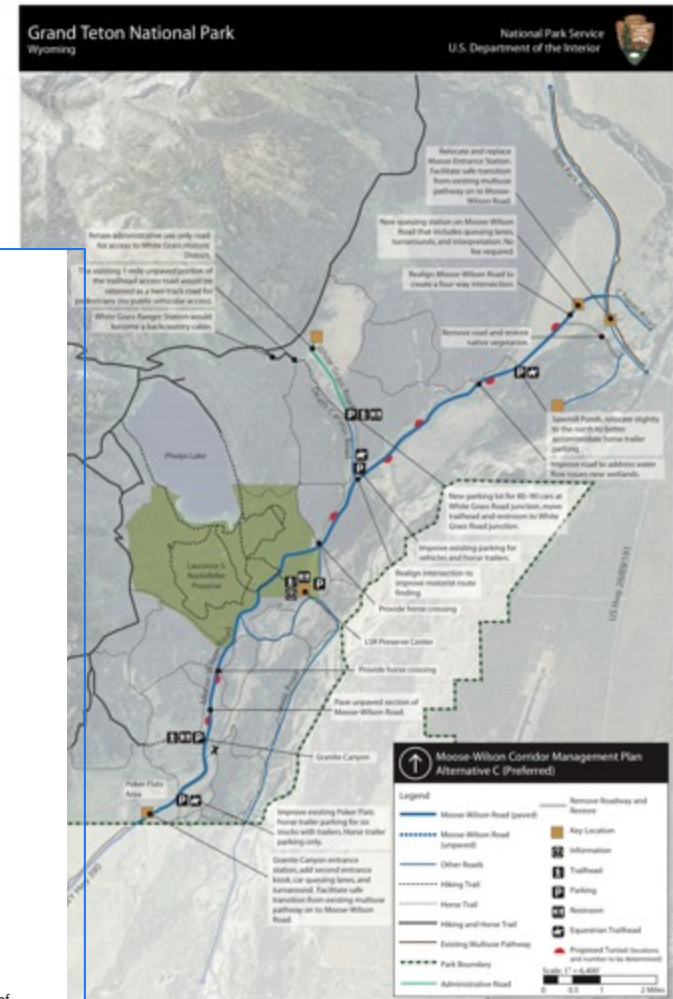 Grand Teton National Park
Wyoming
National Park Service
U.S. Department of the Interior
Relocate and replace
Moose Entrance Station.
Facilitate safe transition
from existing multiuse
pathway on to Moose-
Wilson Road.
Teton Park Road
New queuing station on Moose-Wilson
Road that includes queuing lanes,
turnarounds, and interpretation. No
fee required.
Realign Moose-Wilson Road to
create a four-way intersection.
Retain administrative use only road
for access to White Grass Historic
District.
The existing 1-mile unpaved portion of
the trailhead access road would be
retained as a two-track road for
pedestrians (no public vehicular access).
White Grass Ranger Station would
become a backcountry cabin.
Remove road and restore
native vegetation.
Sawmill Ponds, relocate slightly
to the north to better
accommodate horse trailer
parking.
Improve road to address water
flow issues near wetlands.
Phelps Lake
New parking lot for 80-90 cars at
White Grass Road junction, move
trailhead and restroom to White
Grass Road junction.
Improve existing parking for
vehicles and horse trailers.
Laurance S.
Rockefeller
Preserve
Realign intersection to
improve motorist route
finding.
US Hwy 26/89/191
Provide horse crossing
LSR Preserve Center
Provide horse crossing
Pave unpaved section of
Moose-Wilson Road.
Granite Canyon
Poker Flats
Area
Improve existing Poker Flats
horse trailer parking for six
trucks with trailers. Horse trailer
parking only.
Granite Canyon entrance
station, add second entrance
kiosk, car queuing lanes, and
turnaround. Facilitate safe
transition from existing multiuse
pathway on to Moose-Wilson
Road.
WY Hwy 390
Moose-Wilson Corridor Management Plan
Alternative C (Preferred)
Legend
Moose-Wilson Road (paved)
Moose-Wilson Road
(unpaved)
Other Roads
Hiking Trail
Horse Trail
Hiking and Horse Trail
Existing Multiuse Pathway
Park Boundary
Administrative Road
Remove Roadway and
Restore
Key Location
Information
Trailhead
Parking
Restroom
Equestrian Trailhead
Proposed Turnout (locations
and number to be determined)
Scale: 1" = 6,400'
0 0.5 1 2 Miles
of